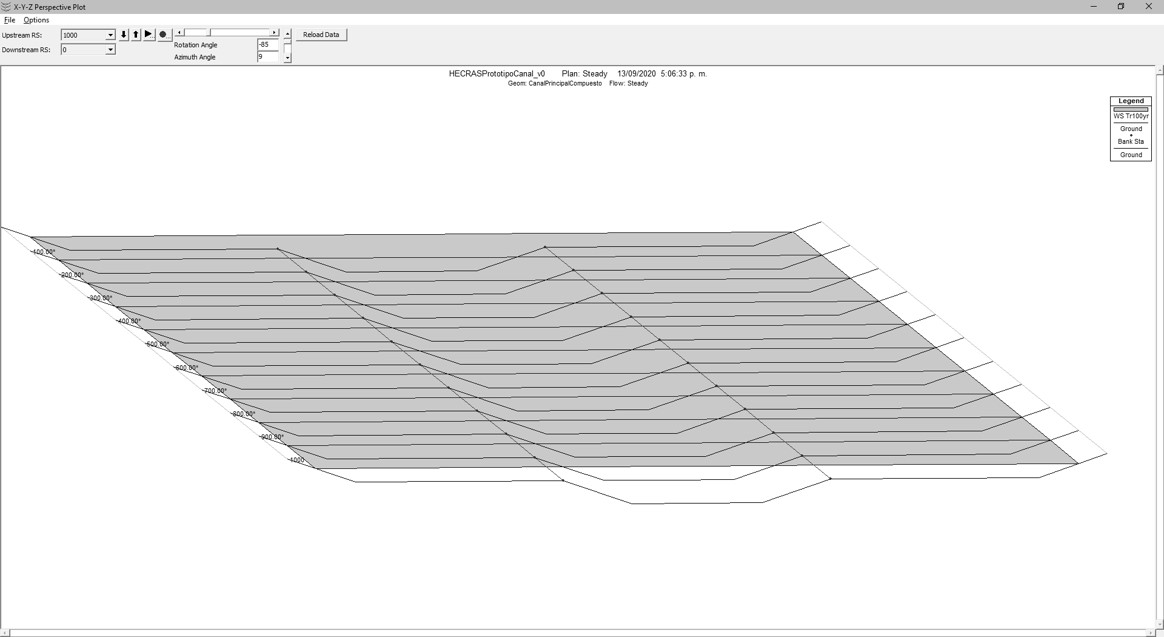 X-Y-Z Perspective Plot
File Options
Upstream RS: 1000
Downstream RS: 0
Rotation Angle -85
Azimuth Angle 9
Reload Data
HECRASPrototipoCanal_v0 Plan: Steady 13/09/2020 5:06:33 p. m.
Geom: CanalPrincipalCompuesto Flow: Steady
Legend
WS Tr100yr
Ground
Bank Sta
Ground
100.00*
200.00*
300.00*
400.00*
500.00*
600.00*
700.00*
800.00*
900.00*
1000